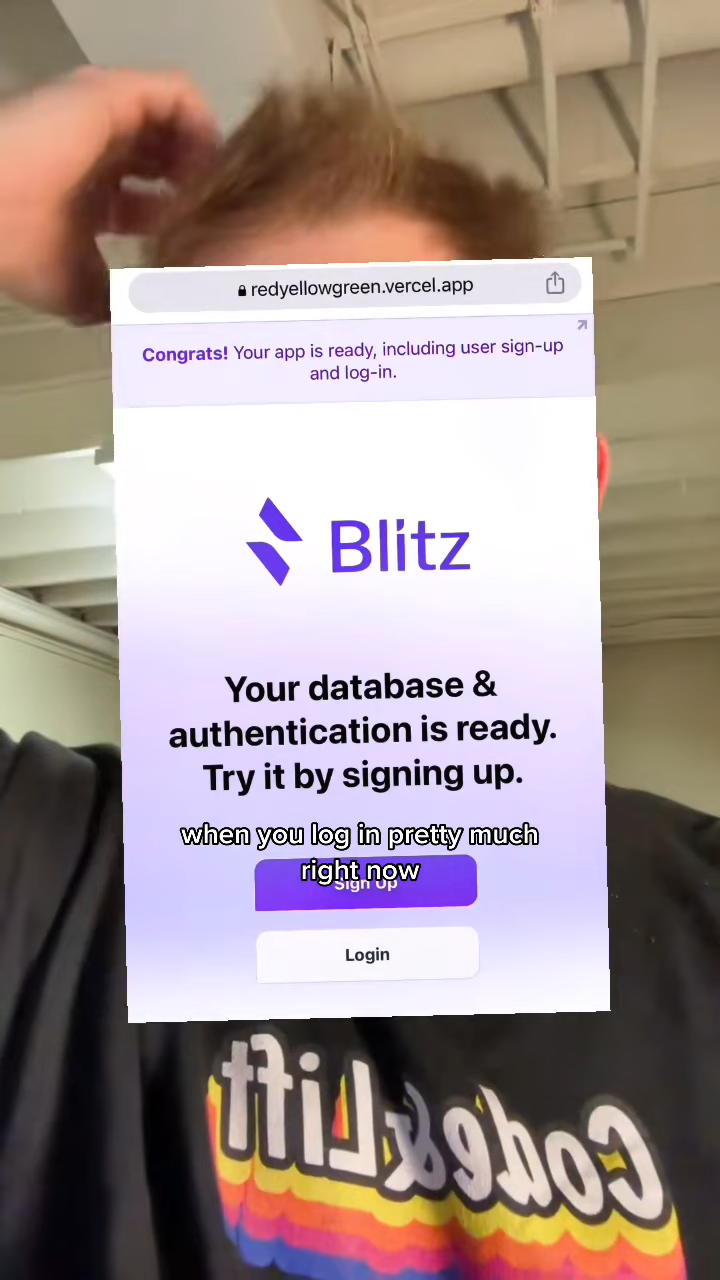 redyellowgreen.vercel.app
Congrats! Your app is ready, including user sign-up
and log-in.
Blitz
Your database &
authentication is ready.
Try it by signing up.
when you log in pretty much
right now
Sign Up
Login
Code&Lift